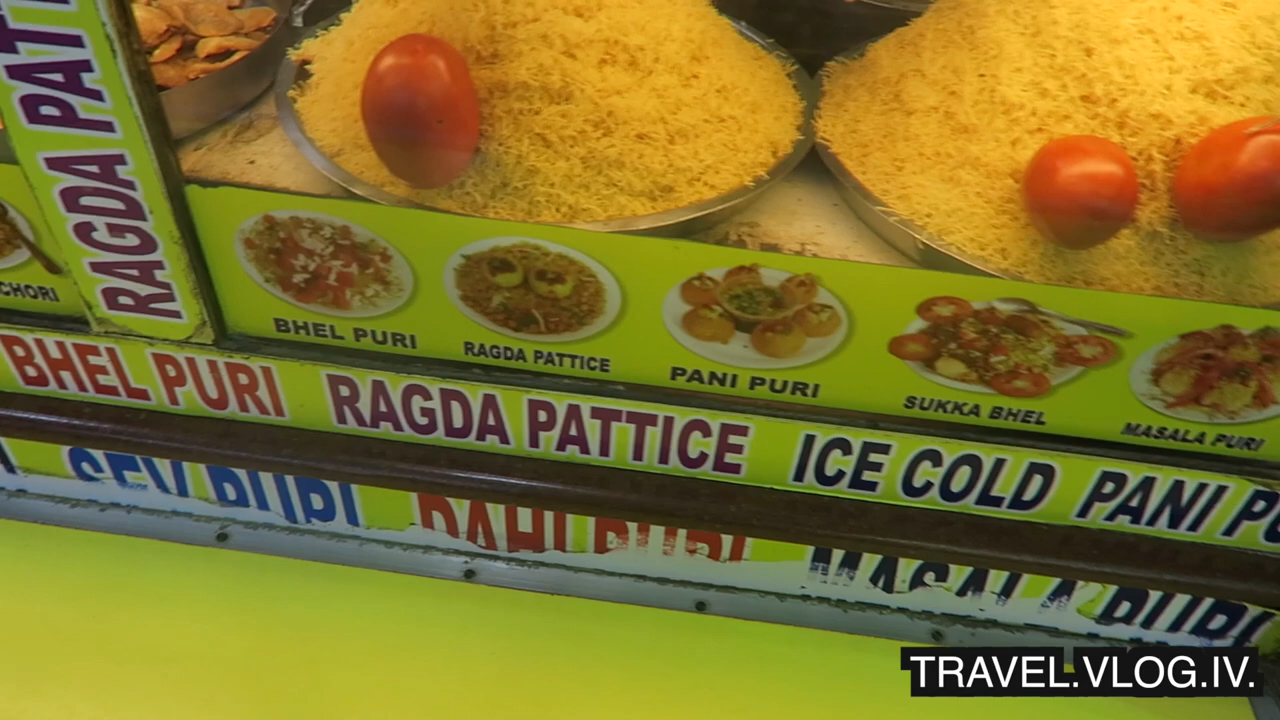 RAGDA PAT
CHORI
BHEL PURI
RAGDA PATTICE
PANI PURI
SUKKA BHEL
MASALA PURI
BHEL PURI RAGDA PATTICE ICE COLD PANI PU
SEV PURI DAHI PURI MASALA PURI
TRAVEL.VLOG.IV.